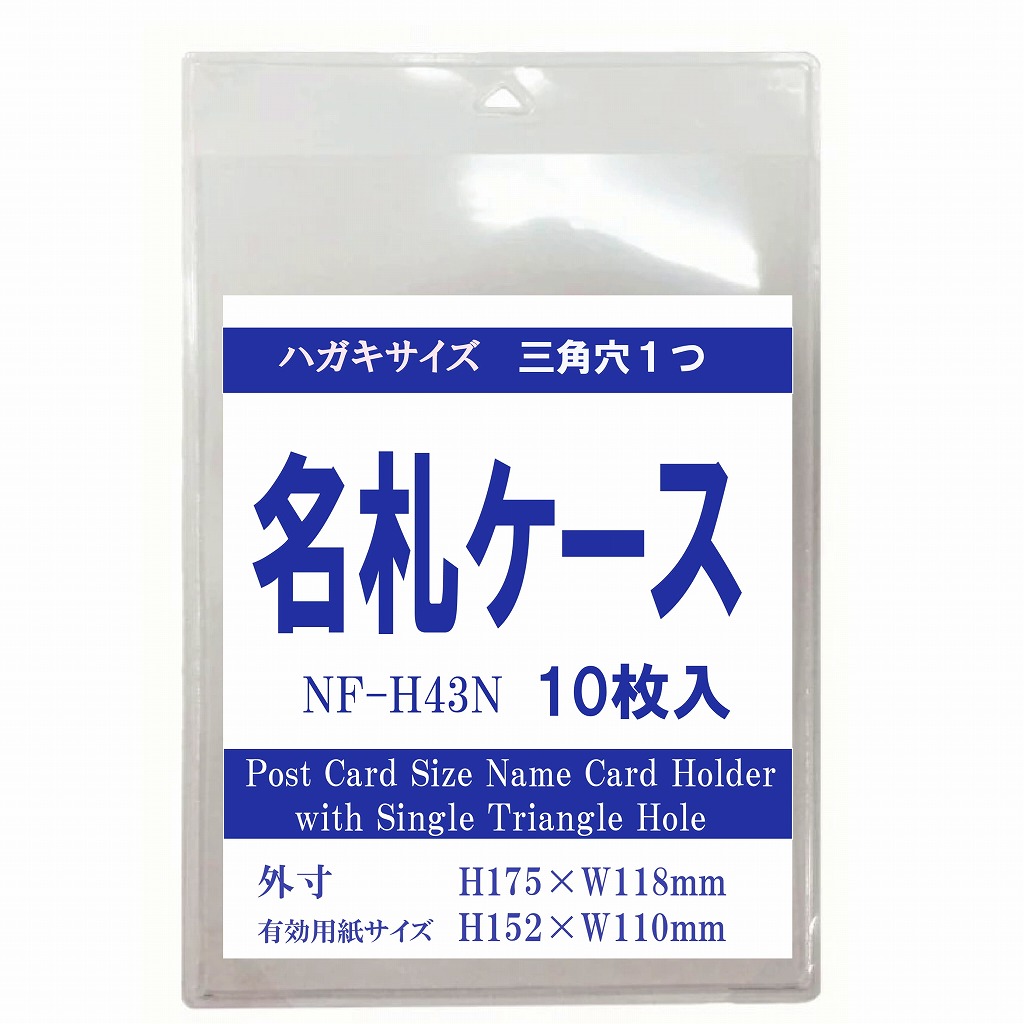 ハガキサイズ　三角穴１つ
名札ケース
NF-H43N 10枚入
Post Card Size Name Card Holder
with Single Triangle Hole
外寸 H175×W118mm
有効用紙サイズ H152×W110mm